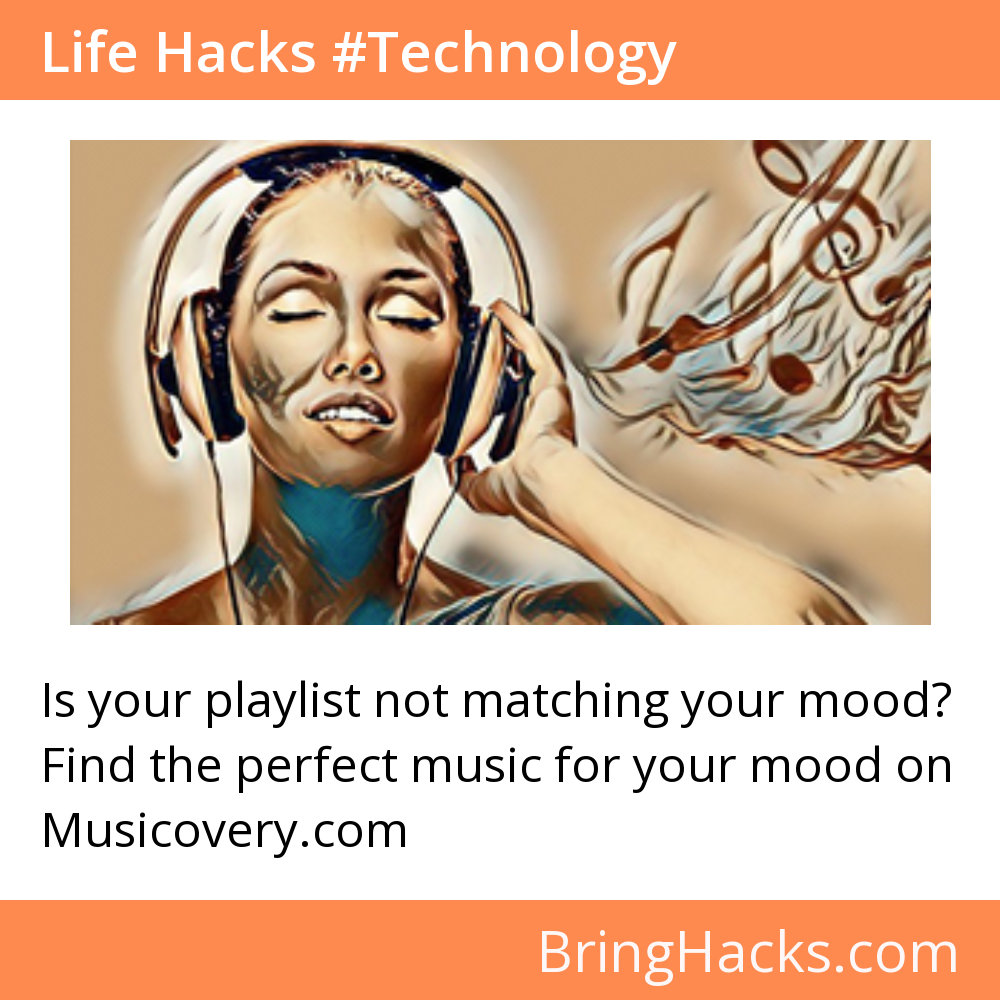 Life Hacks #Technology
Is your playlist not matching your mood?
Find the perfect music for your mood on
Musicovery.com
BringHacks.com